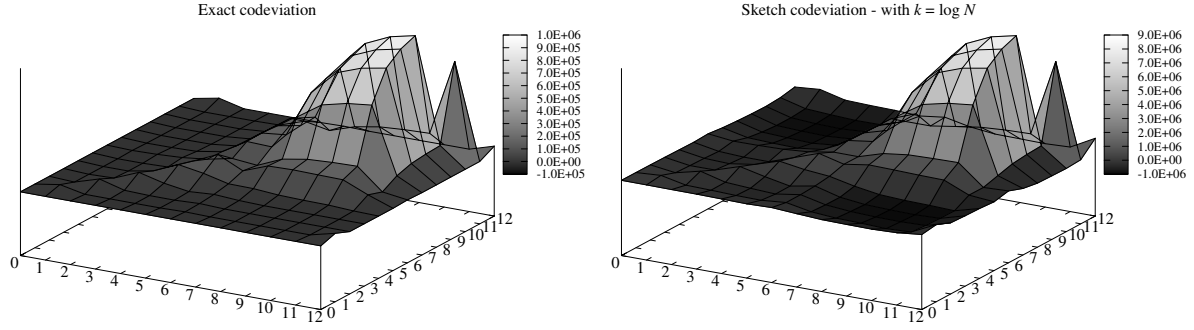 Exact codeviation
1.0E+06
9.0E+05
8.0E+05
7.0E+05
6.0E+05
5.0E+05
4.0E+05
3.0E+05
2.0E+05
1.0E+05
0.0E+00
-1.0E+05
0
1
2
3
4
5
6
7
8
9
10
11
12
0
1
2
3
4
5
6
7
8
9
10
11
12
Sketch codeviation - with k = log N
9.0E+06
8.0E+06
7.0E+06
6.0E+06
5.0E+06
4.0E+06
3.0E+06
2.0E+06
1.0E+06
0.0E+00
-1.0E+06
0
1
2
3
4
5
6
7
8
9
10
11
12
0
1
2
3
4
5
6
7
8
9
10
11
12